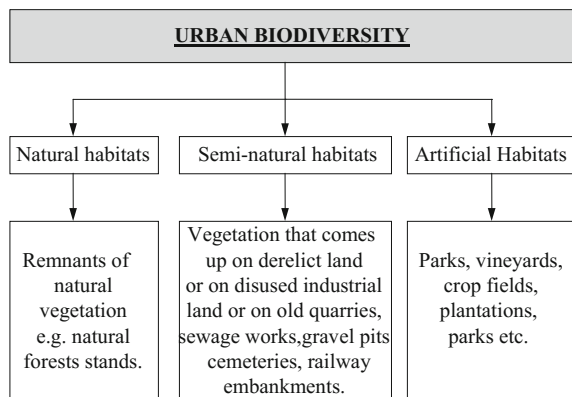 URBAN BIODIVERSITY
Natural habitats
Semi-natural habitats
Artificial Habitats
Remnants of
natural
vegetation
e.g. natural
forests stands.
Vegetation that comes
up on derelict land
or on disused industrial
land or on old quarries,
sewage works,gravel pits
cemeteries, railway
embankments.
Parks, vineyards,
crop fields,
plantations,
parks etc.